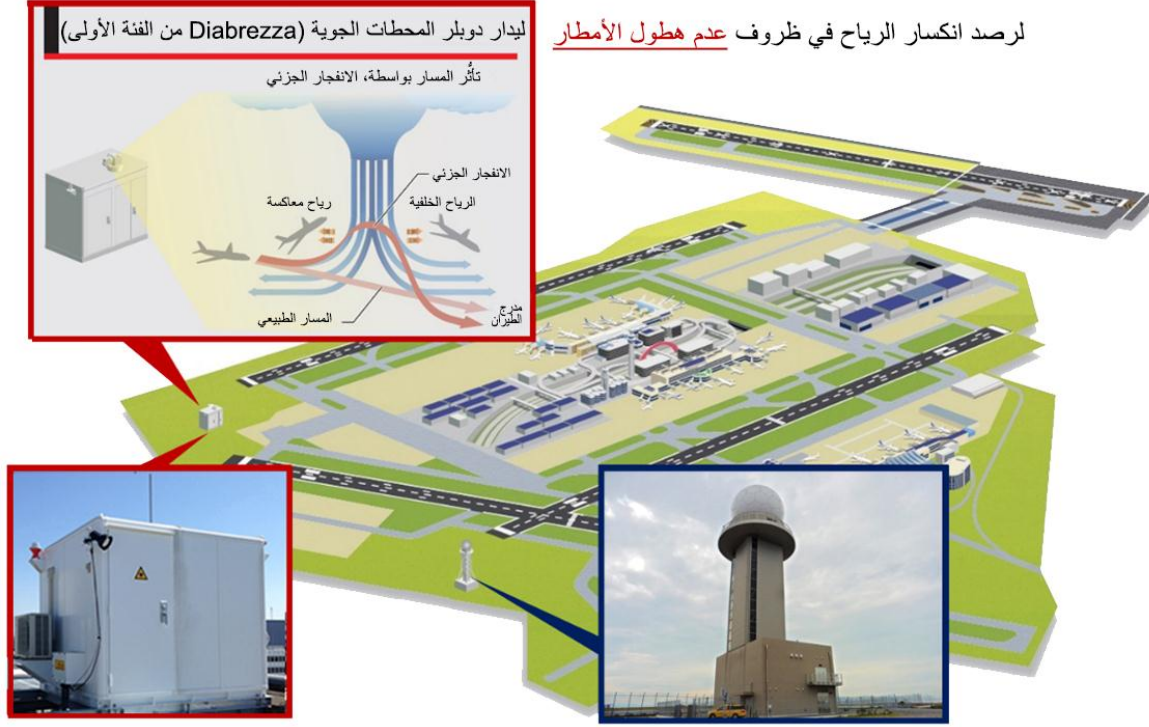 لرصد انكسار الرياح في ظروف عدم هطول الأمطار
ليدار دوبلر المحطات الجوية (Diabrezza من الفئة الأولى)
تأثُر المسار بواسطة، الانفجار الجزئي
الانفجار الجزئي
رياح معاكسة
الرياح الخلفية
المسار الطبيعي
مدرج
الطيران